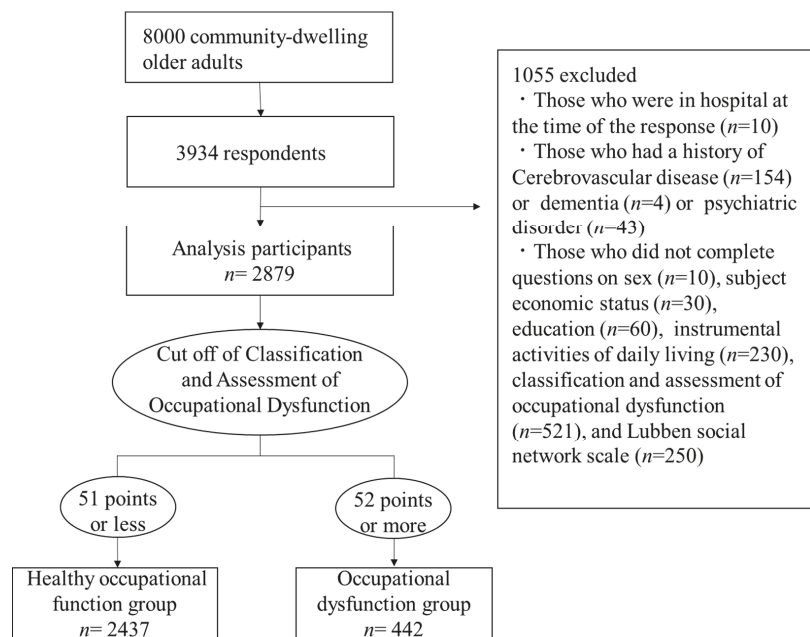 8000 community-dwelling
older adults
3934 respondents
1055 excluded
・Those who were in hospital at
the time of the response (n=10)
・Those who had a history of
Cerebrovascular disease (n=154)
or dementia (n=4) or psychiatric
disorder (n=43)
・Those who did not complete
questions on sex (n=10), subject
economic status (n=30),
education (n=60), instrumental
activities of daily living (n=230),
classification and assessment of
occupational dysfunction
(n=521), and Lubben social
network scale (n=250)
Analysis participants
n= 2879
Cut off of Classification
and Assessment of
Occupational Dysfunction
51 points
or less
52 points
or more
Healthy occupational
function group
n= 2437
Occupational
dysfunction group
n= 442